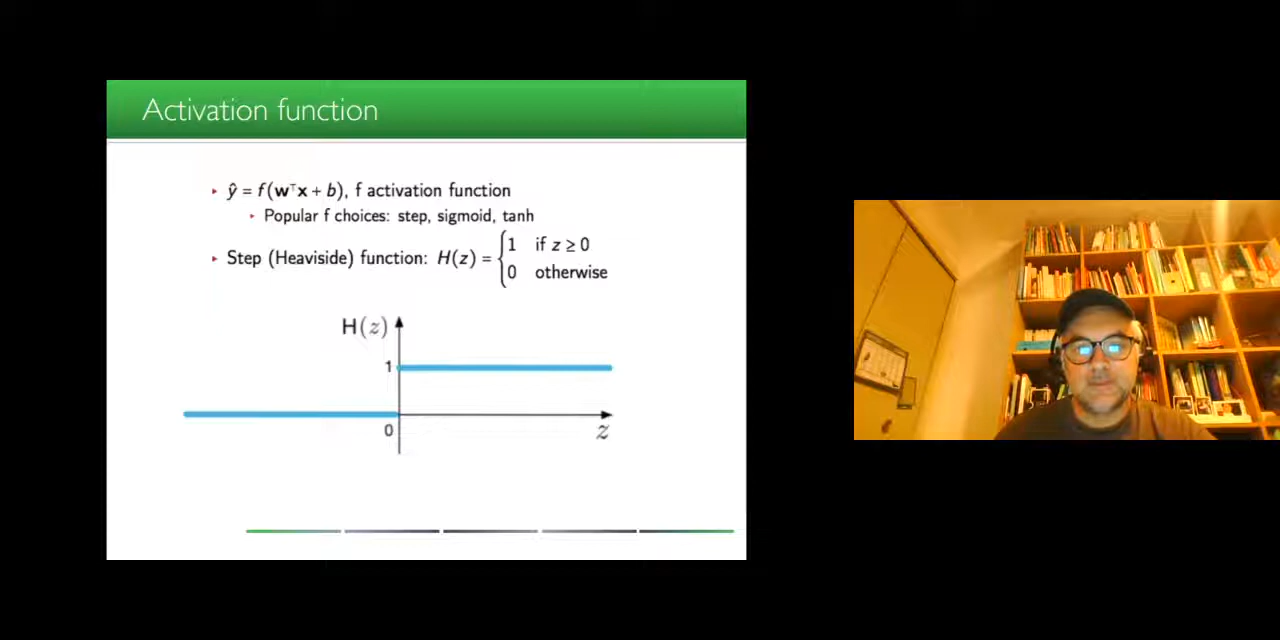 Activation function
ŷ = f(wᵀx + b), f activation function
Popular f choices: step, sigmoid, tanh
Step (Heaviside) function: H(z) = {1 if z ≥ 0
0 otherwise
H(z)
1
0
z